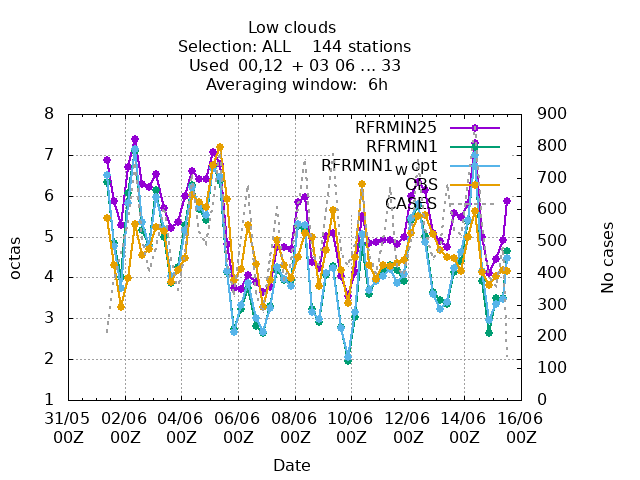 Low clouds
Selection: ALL 144 stations
Used 00,12 + 03 06 ... 33
Averaging window: 6h
8
7
6
5
4
3
2
1
900
800
700
600
500
400
300
200
100
0
RFRMIN25
RFRMIN1
RFRMIN1wcpt
OBS
CASES
octas
No cases
31/05 02/06 04/06 06/06 08/06 10/06 12/06 14/06 16/06
00Z 00Z 00Z 00Z 00Z 00Z 00Z 00Z 00Z
Date